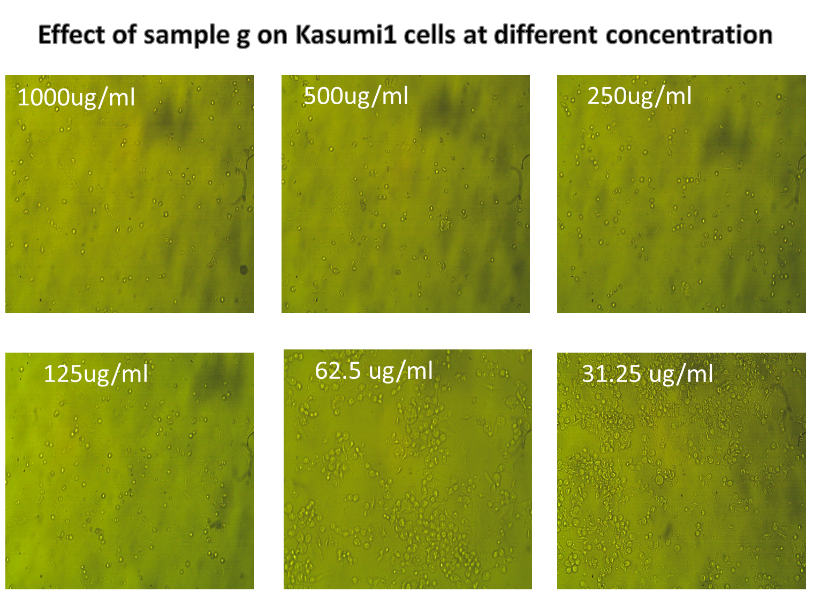 Effect of sample g on Kasumi1 cells at different concentration
1000ug/ml
500ug/ml
250ug/ml
125ug/ml
62.5 ug/ml
31.25 ug/ml